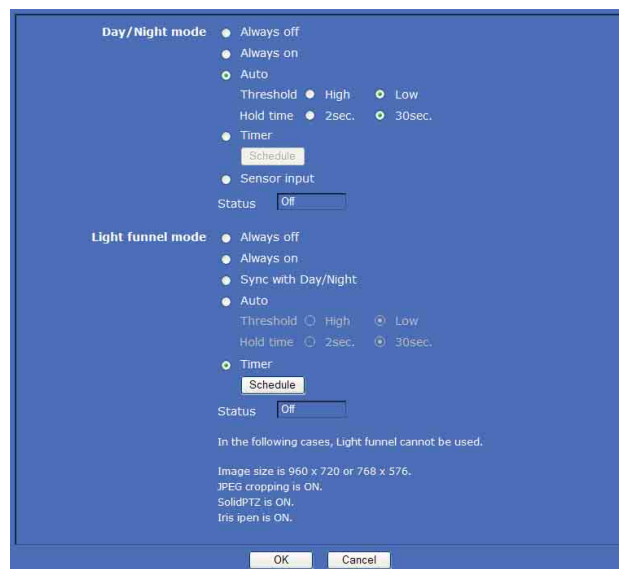 Day/Night mode Always off
Always on
Auto
Threshold High Low
Hold time 2sec. 30sec.
Timer
Schedule
Sensor input
Status Off
Light funnel mode Always off
Always on
Sync with Day/Night
Auto
Threshold High Low
Hold time 2sec. 30sec.
Timer
Schedule
Status Off
In the following cases, Light funnel cannot be used.
Image size is 960 x 720 or 768 x 576.
JPEG cropping is ON.
SolidPTZ is ON.
Iris ipen is ON.
OK Cancel